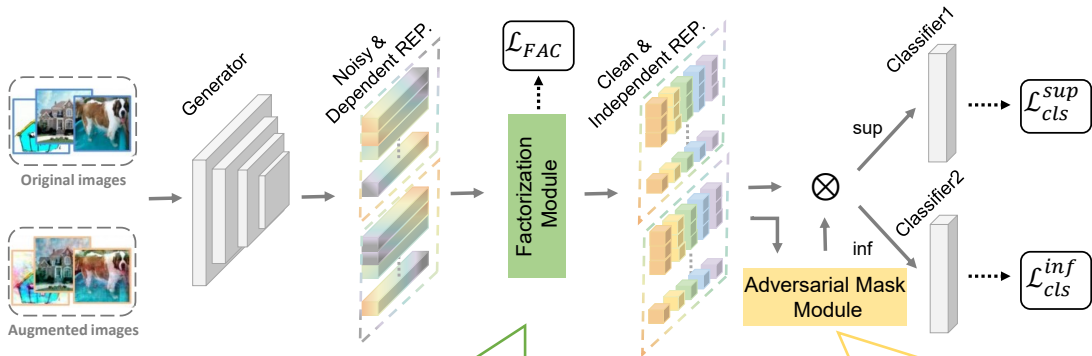 Original images
Augmented images
Generator
Noisy &
Dependent REP.
ℒ_FAC
Factorization
Module
Clean &
Independent REP.
sup
inf
Adversarial Mask
Module
Classifier1
Classifier2
ℒ_cls^sup
ℒ_cls^inf